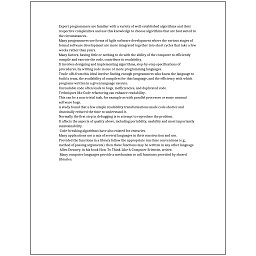 Expert programmers are familiar with a variety of well-established algorithms and their
respective complexities and use this knowledge to choose algorithms that are best suited to
the circumstances.
Many programmers use forms of Agile software development where the various stages of
formal software development are more integrated together into short cycles that take a few
weeks rather than years.
Many factors, having little or nothing to do with the ability of the computer to efficiently
compile and execute the code, contribute to readability.
It involves designing and implementing algorithms, step-by-step specifications of
procedures, by writing code in one or more programming languages.
Trade-offs from this ideal involve finding enough programmers who know the language to
build a team, the availability of compilers for that language, and the efficiency with which
programs written in a given language execute.
Unreadable code often leads to bugs, inefficiencies, and duplicated code.
Techniques like Code refactoring can enhance readability.
This can be a non-trivial task, for example as with parallel processes or some unusual
software bugs.
A study found that a few simple readability transformations made code shorter and
drastically reduced the time to understand it.
Normally the first step in debugging is to attempt to reproduce the problem.
It affects the aspects of quality above, including portability, usability and most importantly
maintainability.
Code-breaking algorithms have also existed for centuries.
Many applications use a mix of several languages in their construction and use.
Provided the functions in a library follow the appropriate run-time conventions (e.g.,
method of passing arguments), then these functions may be written in any other language.
Allen Downey, in his book How To Think Like A Computer Scientist, writes:
Many computer languages provide a mechanism to call functions provided by shared
libraries.